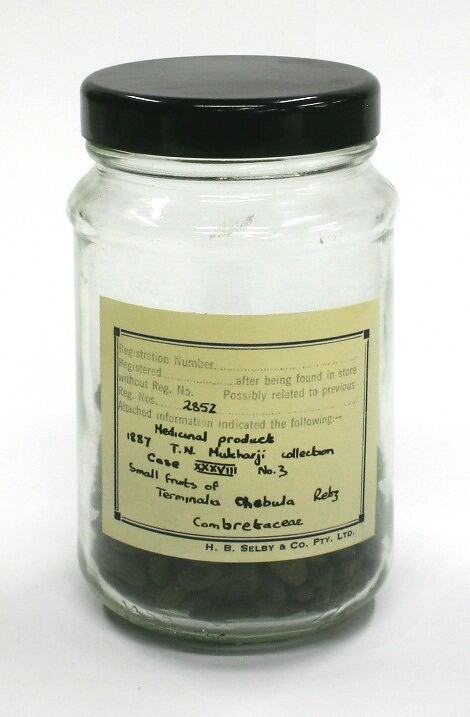 Registration Number
Registered after being found in store
without Reg. No. Possibly related to previous
Reg. Nos. 2852
Attached information indicated the following:—
Medicinal product
1887 T.N. Mukharji collection
Case XXXVIII No. 3
Small fruits of
Terminalia Chebula Retz
Combretaceae
H. B. SELBY & CO. PTY. LTD.